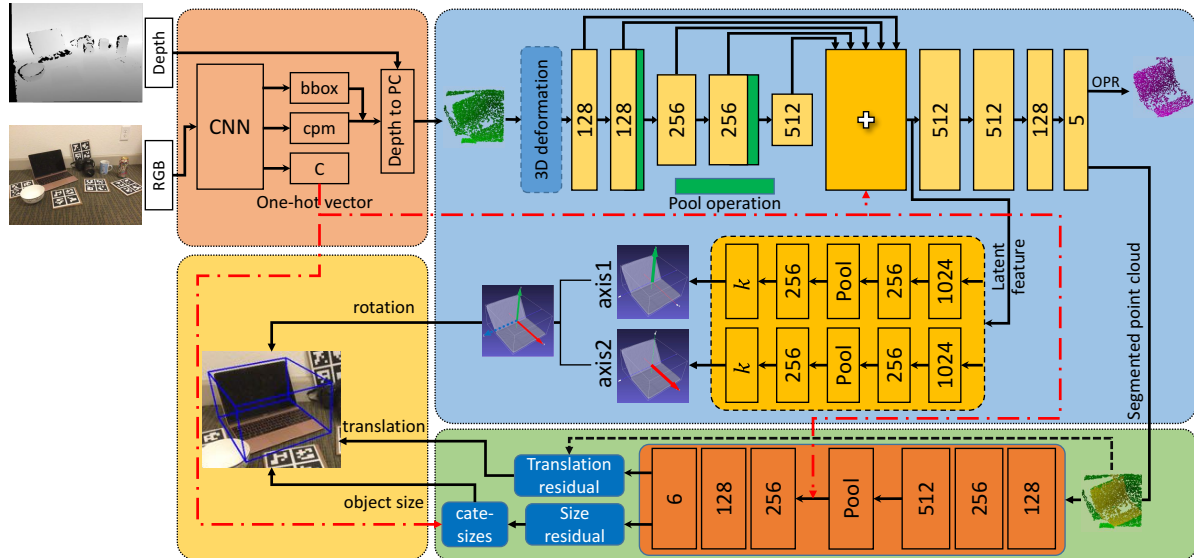 Depth
RGB
CNN
bbox
cpm
C
One-hot vector
Depth to PC
3D deformation
128
128
256
256
512
Pool operation
512
512
128
5
OPR
Latent
feature
Segmented point cloud
axis1
k
256
Pool
256
1024
axis2
k
256
Pool
256
1024
rotation
translation
object size
Translation
residual
cate-
sizes
Size
residual
6
128
256
Pool
512
256
128